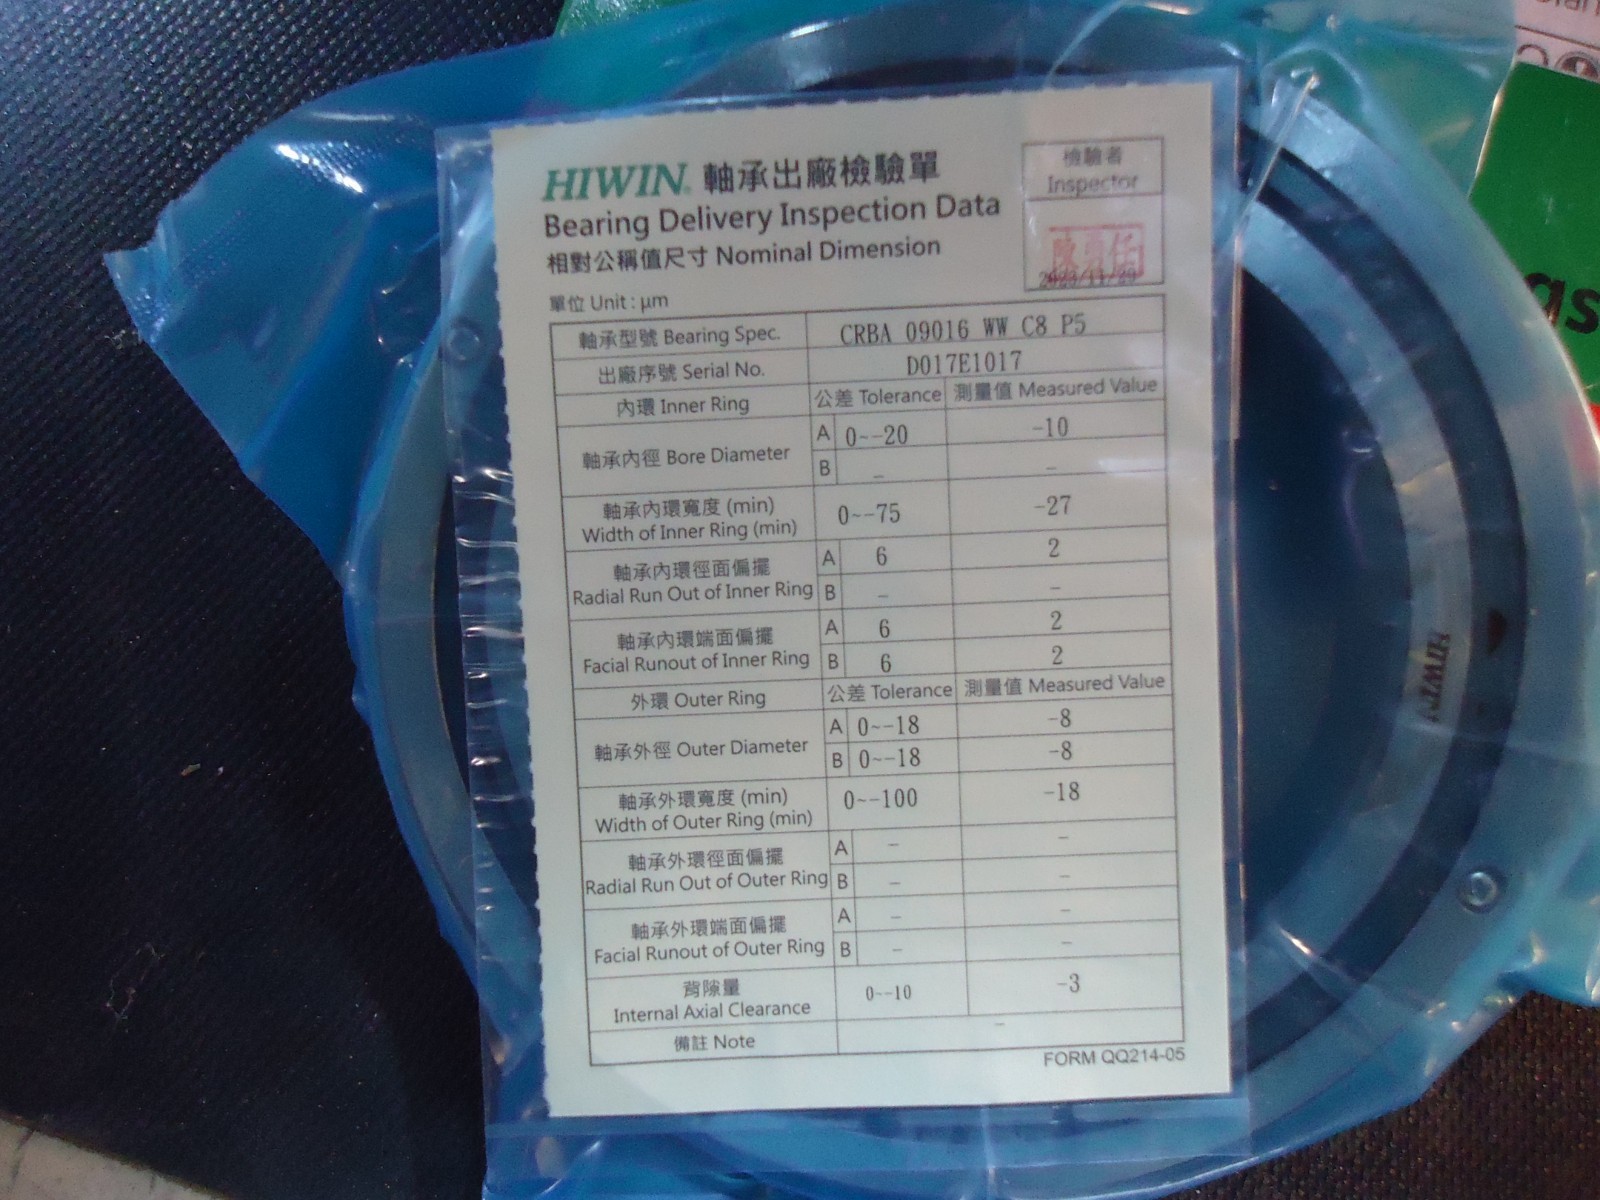 HIWIN® 軸承出廠檢驗單
Bearing Delivery Inspection Data
相對公稱值尺寸 Nominal Dimension
檢驗者
Inspector
單位 Unit : μm
軸承型號 Bearing Spec. CRBA 09016 WW C8 P5
出廠序號 Serial No. D017E1017
內環 Inner Ring 公差 Tolerance 測量值 Measured Value
軸承內徑 Bore Diameter A 0~-20 -10
B - -
軸承內環寬度 (min)
Width of Inner Ring (min) 0~-75 -27
軸承內環徑面偏擺
Radial Run Out of Inner Ring A 6 2
B - -
軸承內環端面偏擺
Facial Runout of Inner Ring A 6 2
B 6 2
外環 Outer Ring 公差 Tolerance 測量值 Measured Value
軸承外徑 Outer Diameter A 0~-18 -8
B 0~-18 -8
軸承外環寬度 (min)
Width of Outer Ring (min) 0~-100 -18
軸承外環徑面偏擺
Radial Run Out of Outer Ring A - -
B - -
軸承外環端面偏擺
Facial Runout of Outer Ring A - -
B - -
背隙量
Internal Axial Clearance 0~-10 -3
備註 Note -
FORM QQ214-05
HIWIN
gs